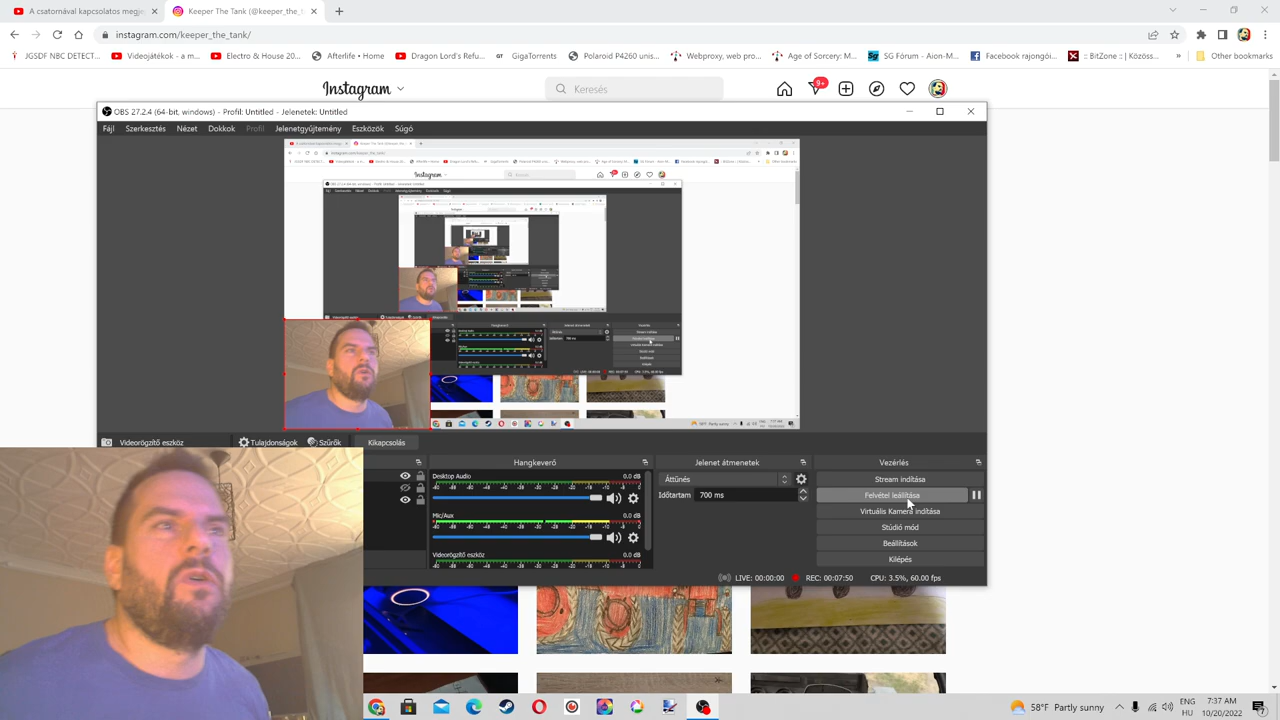 A csatornával kapcsolatos megj
Keeper The Tank (@keeper_the_t
instagram.com/keeper_the_tank/
JGSDF NBC DETECT...
Videojátékok - a m...
Electro & House 20...
Afterlife • Home
Dragon Lord's Refu...
GT GigaTorrents
Polaroid P4260 unis...
Webproxy, web pro...
Age of Sorcery: M...
SG Fórum - Aion-M...
Facebook rajongói...
:: BitZone :: | Közöss...
»
Other bookmarks
Instagram
Keresés
9+
OBS 27.2.4 (64-bit, windows) - Profil: Untitled - Jelenetek: Untitled
Fájl Szerkesztés Nézet Dokkok Profil Jelenetgyűjtemény Eszközök Súgó
Videorögzítő eszköz
Tulajdonságok
Szűrők
Kikapcsolás
Hangkeverő
Jelenet átmenetek
Vezérlés
Desktop Audio 0.0 dB
Mic/Aux 0.0 dB
Videorögzítő eszköz 0.0 dB
Áttűnés
Időtartam 700 ms
Stream indítása
Felvétel leállítása
Virtuális Kamera indítása
Stúdió mód
Beállítások
Kilépés
LIVE: 00:00:00 REC: 00:07:50 CPU: 3.5%, 60.00 fps
58°F Partly sunny
ENG
HU
7:37 AM
10/20/2022